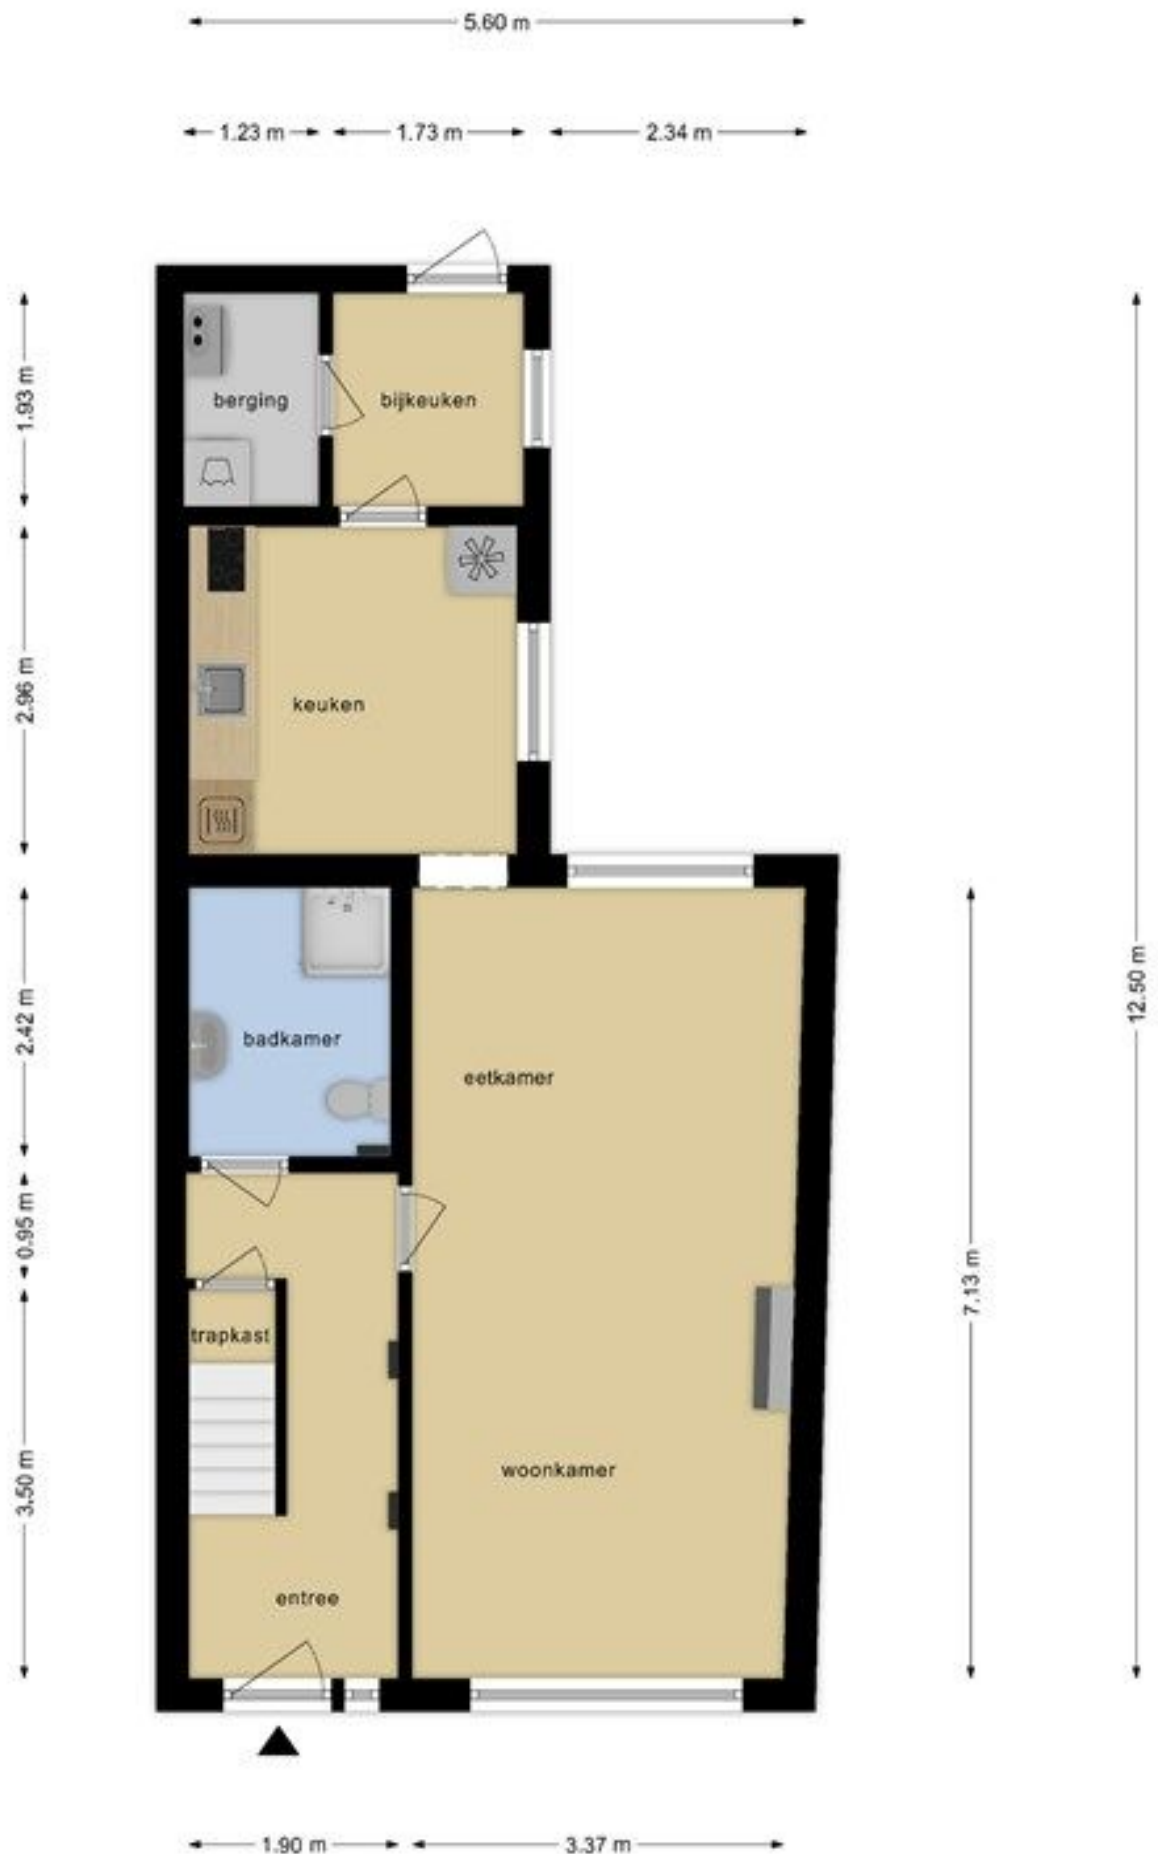 5.60 m
1.23 m 1.73 m 2.34 m
berging bijkeuken
1.93 m
keuken
2.96 m
12.50 m
badkamer
2.42 m
eetkamer
0.95 m
7.13 m
trapkast
woonkamer
3.50 m
entree
1.90 m 3.37 m